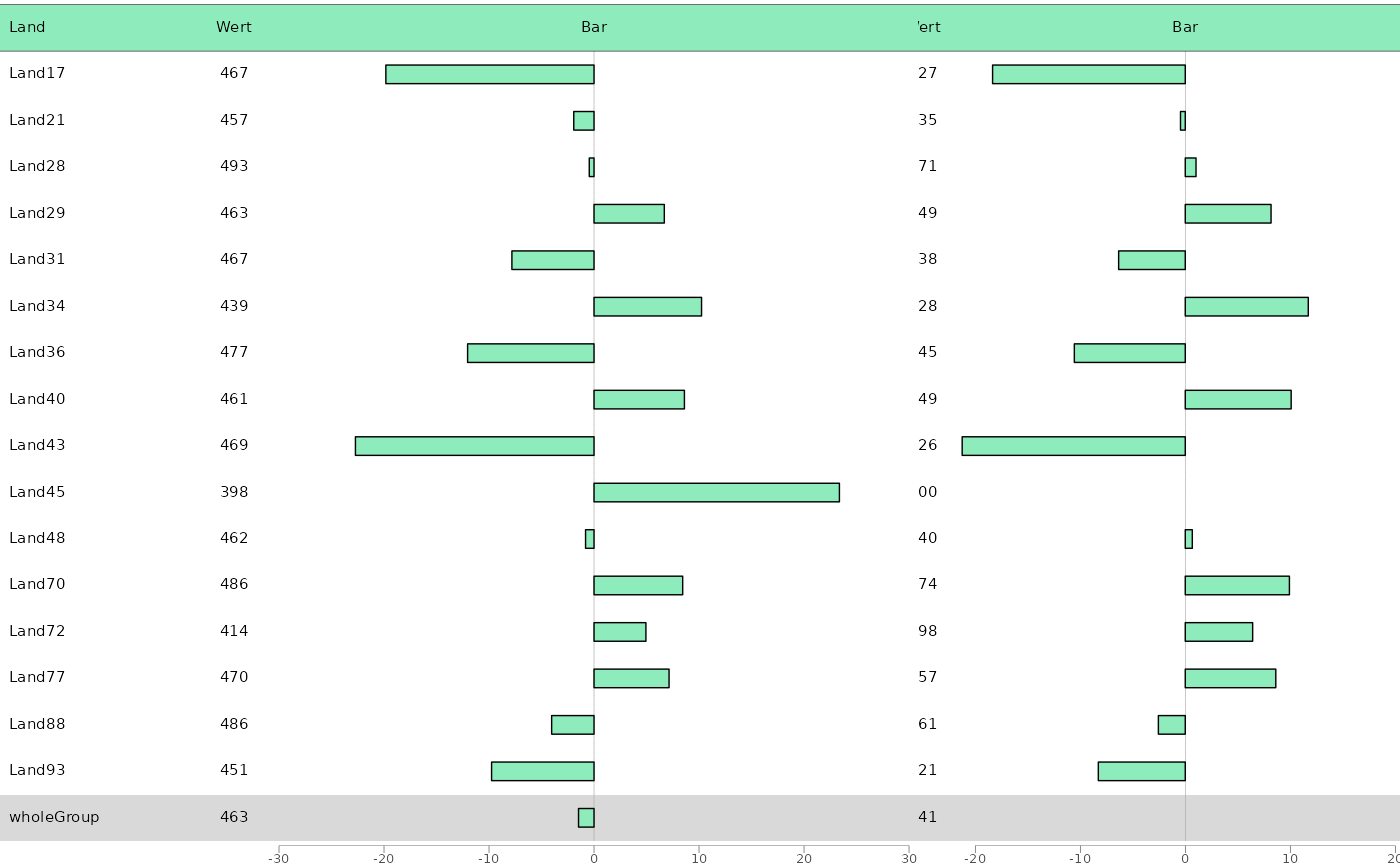 Land Wert Bar ert Bar
Land17 467 27
Land21 457 35
Land28 493 71
Land29 463 49
Land31 467 38
Land34 439 28
Land36 477 45
Land40 461 49
Land43 469 26
Land45 398 00
Land48 462 40
Land70 486 74
Land72 414 98
Land77 470 57
Land88 486 61
Land93 451 21
wholeGroup 463 41
-30 -20 -10 0 10 20 30 -20 -10 0 10 20